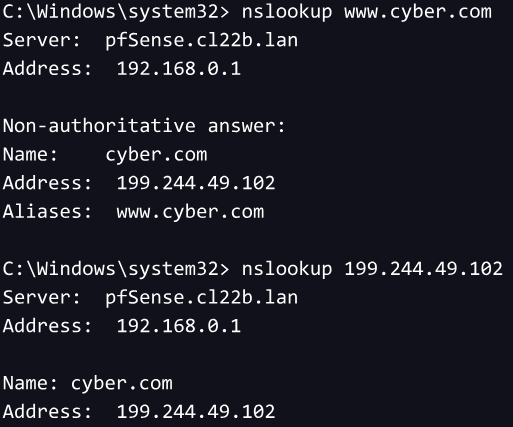 C:\Windows\system32> nslookup www.cyber.com
Server:  pfSense.cl22b.lan
Address:  192.168.0.1

Non-authoritative answer:
Name:    cyber.com
Address:  199.244.49.102
Aliases:  www.cyber.com

C:\Windows\system32> nslookup 199.244.49.102
Server:  pfSense.cl22b.lan
Address:  192.168.0.1

Name: cyber.com
Address:  199.244.49.102